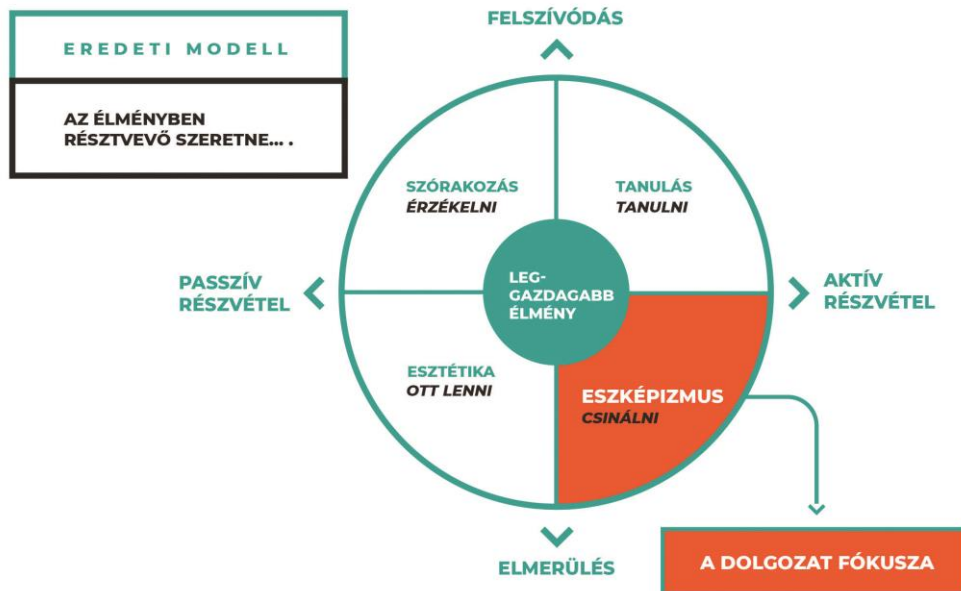 FELSZÍVÓDÁS
EREDETI MODELL
AZ ÉLMÉNYBEN
RÉSZTVEVŐ SZERETNE... .
SZÓRAKOZÁS
ÉRZÉKELNI
TANULÁS
TANULNI
PASSZÍV
RÉSZVÉTEL
LEG-
GAZDAGABB
ÉLMÉNY
AKTÍV
RÉSZVÉTEL
ESZTÉTIKA
OTT LENNI
ESZKÉPIZMUS
CSINÁLNI
ELMERÜLÉS
A DOLGOZAT FÓKUSZA